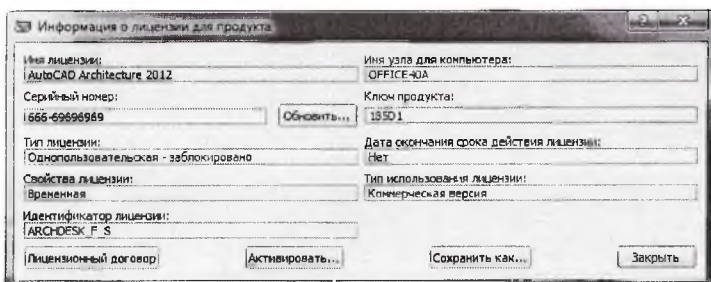 Информация о лицензии для продукта
Имя лицензии:
AutoCAD Architecture 2012
Имя узла для компьютера:
OFFICE40A
Серийный номер:
666-69696969
Обновить...
Ключ продукта:
185D1
Тип лицензии:
Однопользовательская - заблокировано
Дата окончания срока действия лицензии:
Нет
Свойства лицензии:
Временная
Тип использования лицензии:
Коммерческая версия
Идентификатор лицензии:
ARCHDESK_F_S
Лицензионный договор
Активировать...
Сохранить как...
Закрыть